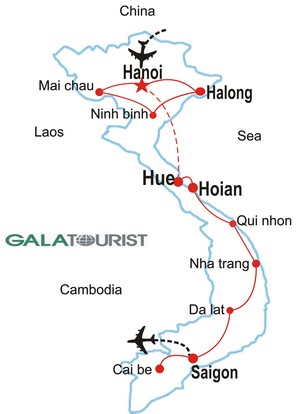 China
Hanoi
Mai chau
Halong
Ninh binh
Laos
Sea
Hue
Hoian
Qui nhon
GALATOURIST
Nha trang
Cambodia
Da lat
Cai be
Saigon